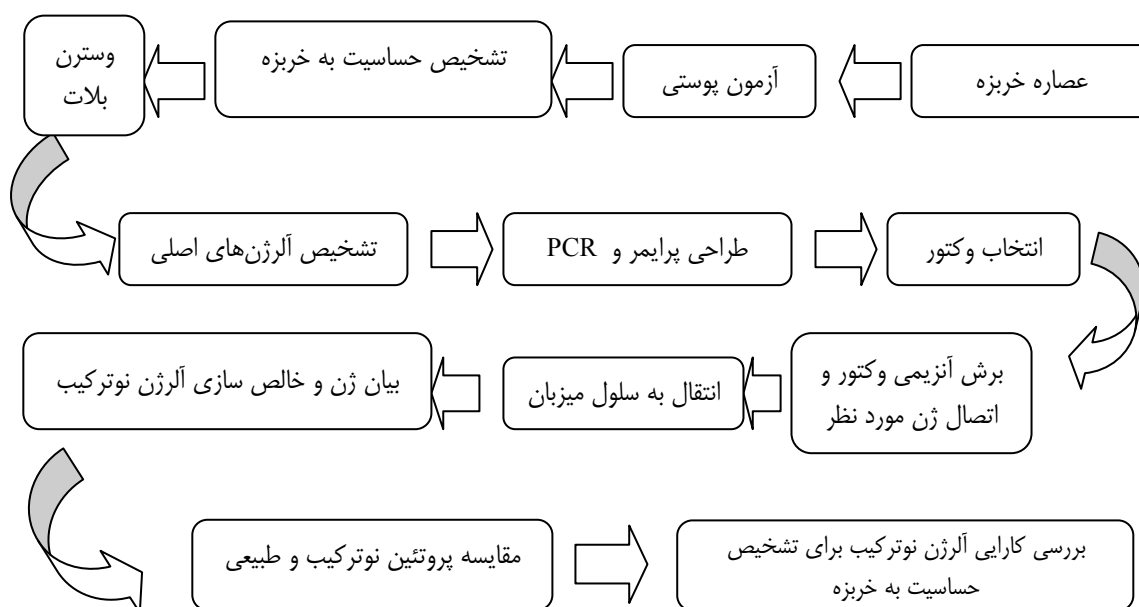 عصاره خربزه
آزمون پوستی
تشخیص حساسیت به خربزه
وسترن
بلات
تشخیص آلرژن‌های اصلی
طراحی پرایمر و PCR
انتخاب وکتور
برش آنزیمی وکتور و
اتصال ژن مورد نظر
انتقال به سلول میزبان
بیان ژن و خالص سازی آلرژن نوترکیب
مقایسه پروتئین نوترکیب و طبیعی
بررسی کارایی آلرژن نوترکیب برای تشخیص
حساسیت به خربزه